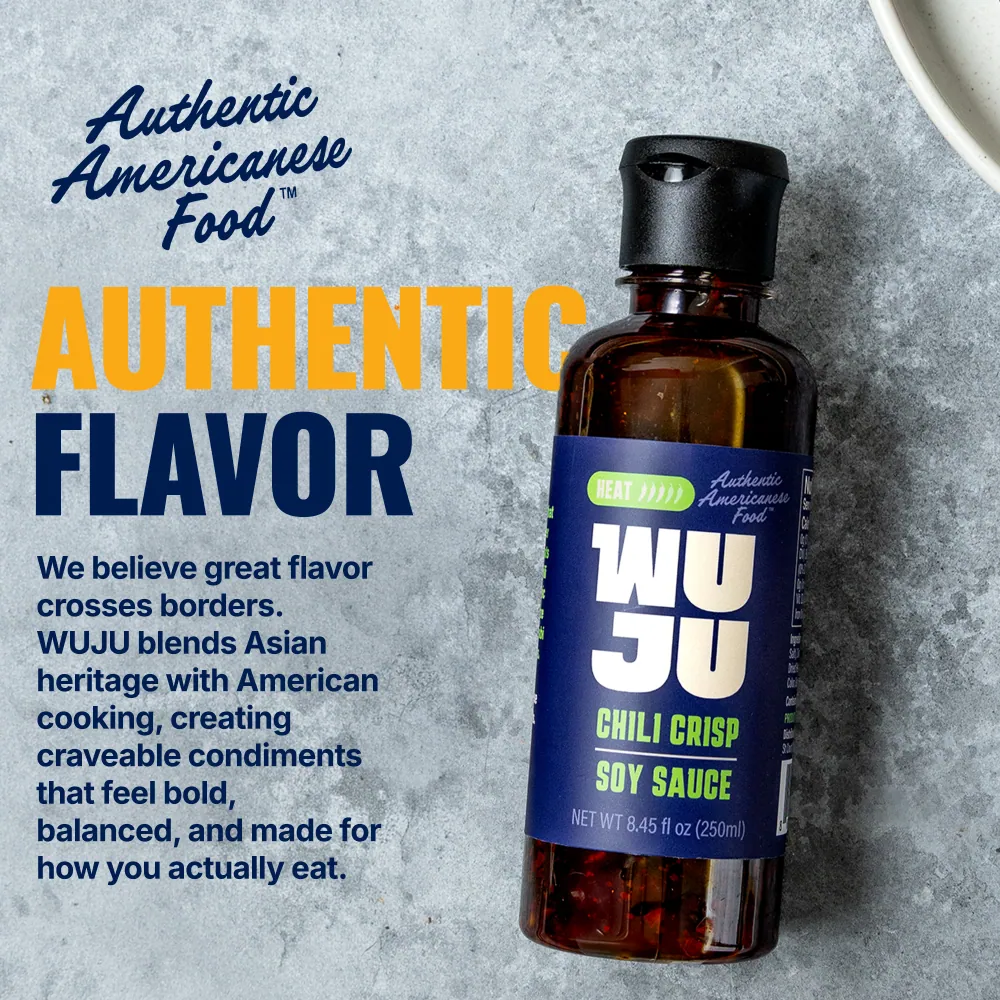 Authentic
Americanese
Food™
AUTHENTIC
FLAVOR
We believe great flavor
crosses borders.
WUJU blends Asian
heritage with American
cooking, creating
craveable condiments
that feel bold,
balanced, and made for
how you actually eat.
HEAT
Authentic
Americanese
Food™
WU
JU
CHILI CRISP
SOY SAUCE
NET WT 8.45 fl oz (250ml)